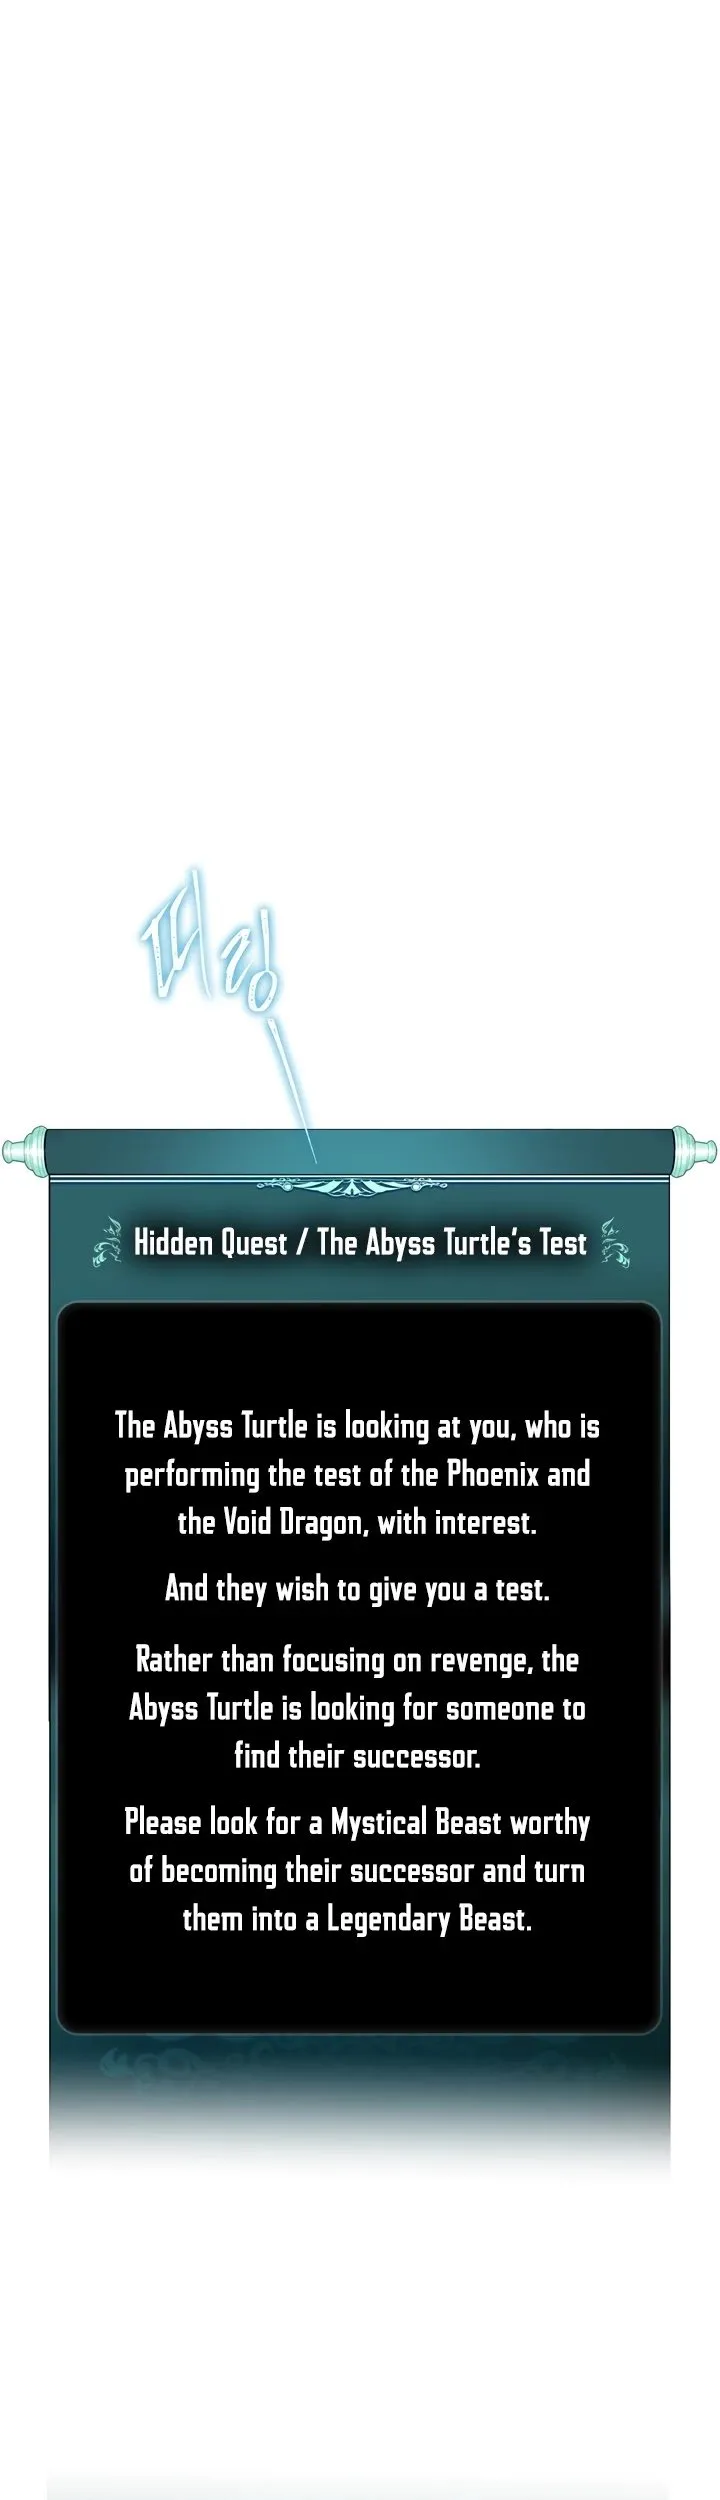 띠링
Hidden Quest / The Abyss Turtle's Test
The Abyss Turtle is looking at you, who is
performing the test of the Phoenix and
the Void Dragon, with interest.
And they wish to give you a test.
Rather than focusing on revenge, the
Abyss Turtle is looking for someone to
find their successor.
Please look for a Mystical Beast worthy
of becoming their successor and turn
them into a Legendary Beast.